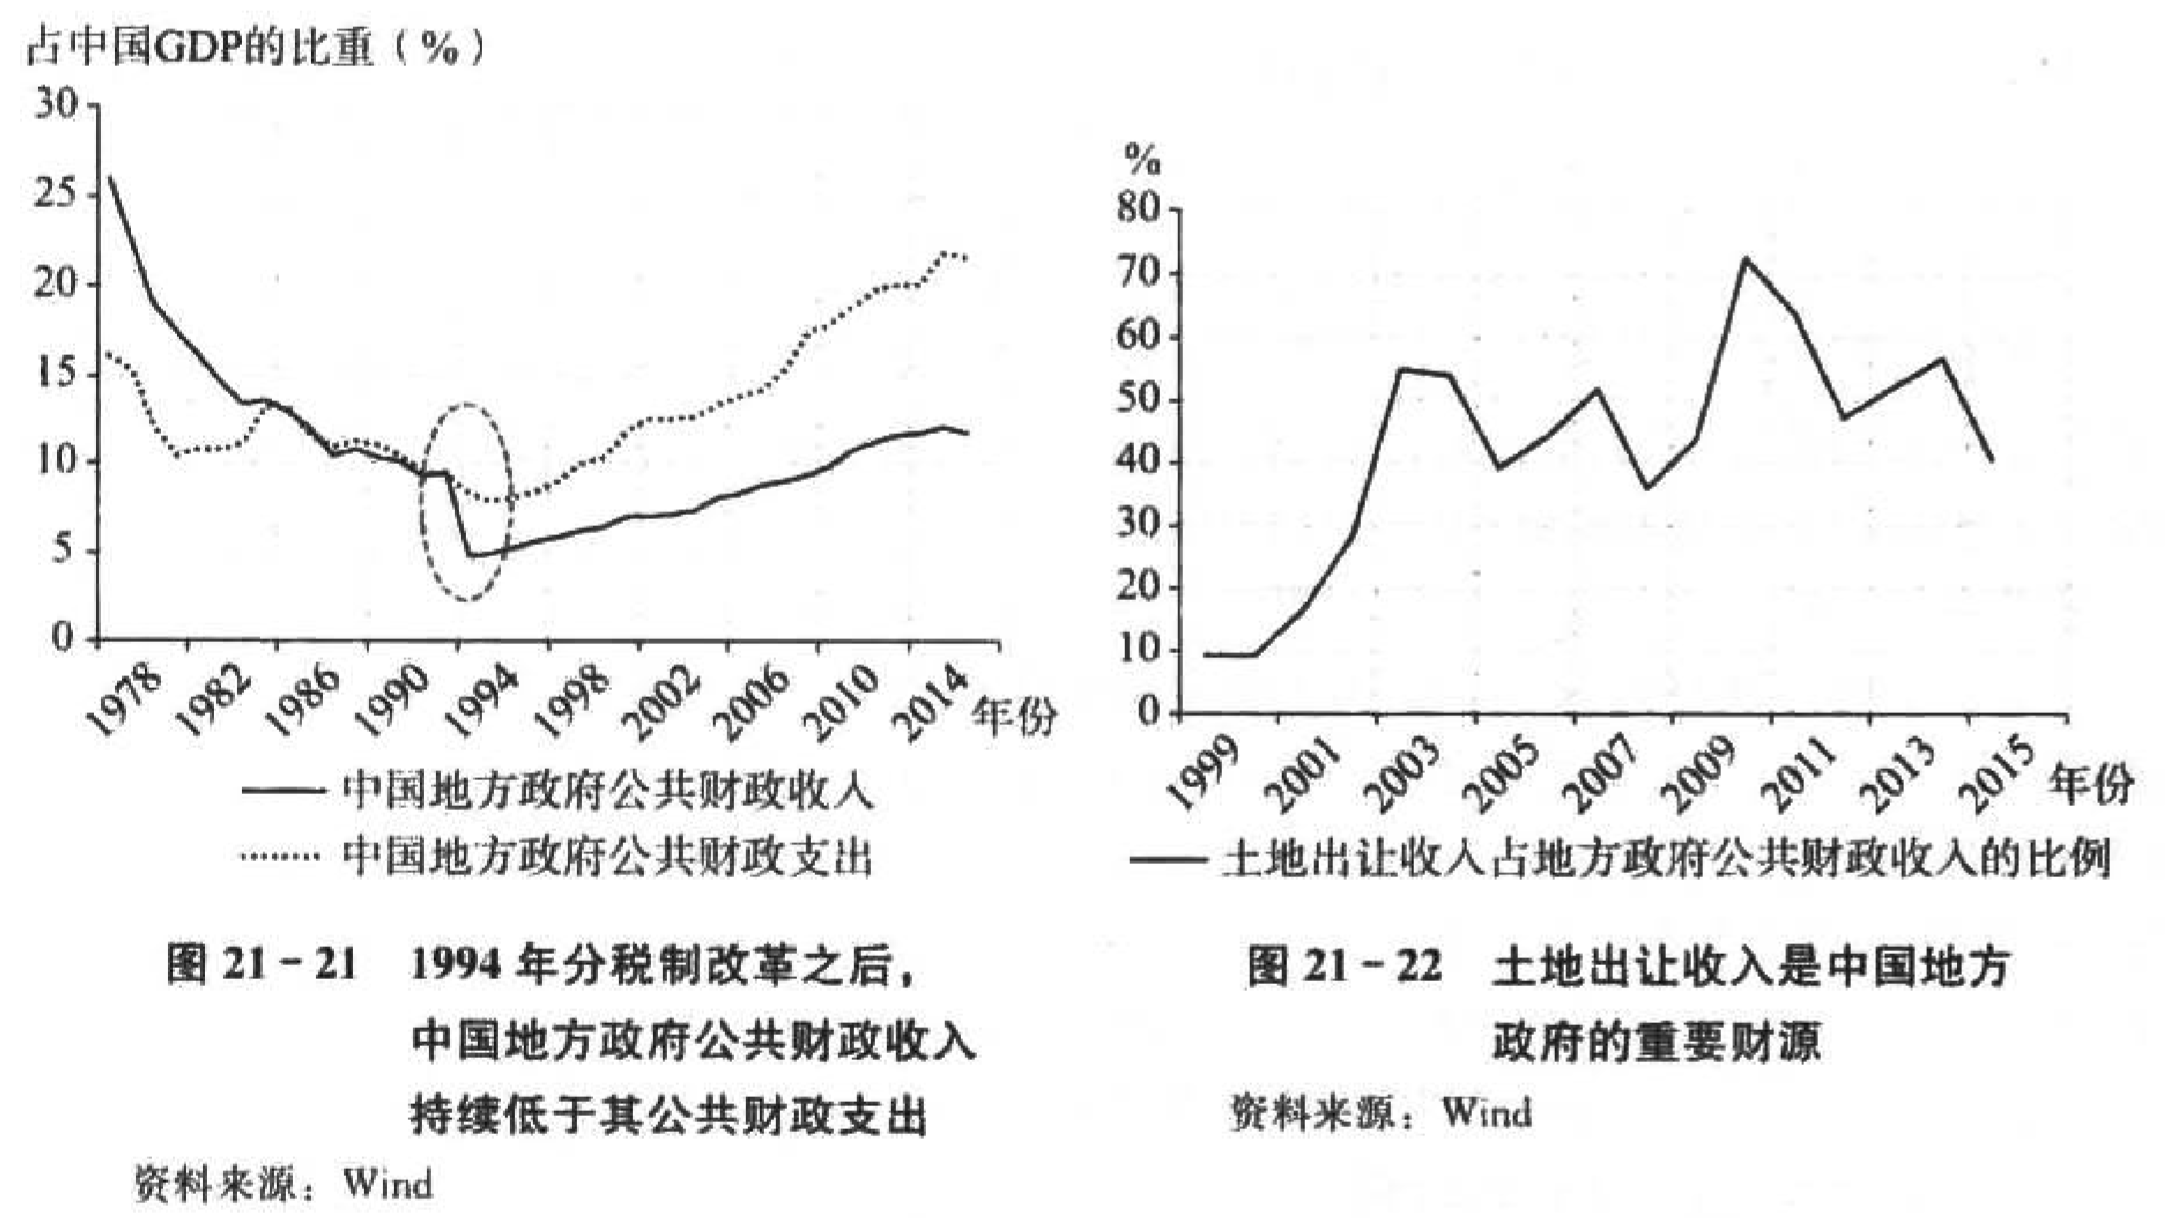 占中国GDP的比重（%）
30
25
20
15
10
5
0
1978
1982
1986
1990
1994
1998
2002
2006
2010
2014
年份
中国地方政府公共财政收入
中国地方政府公共财政支出
图 21-21 1994 年分税制改革之后，
中国地方政府公共财政收入
持续低于其公共财政支出
资料来源：Wind
%
80
70
60
50
40
30
20
10
0
1999
2001
2003
2005
2007
2009
2011
2013
2015
年份
土地出让收入占地方政府公共财政收入的比例
图 21-22 土地出让收入是中国地方
政府的重要财源
资料来源：Wind